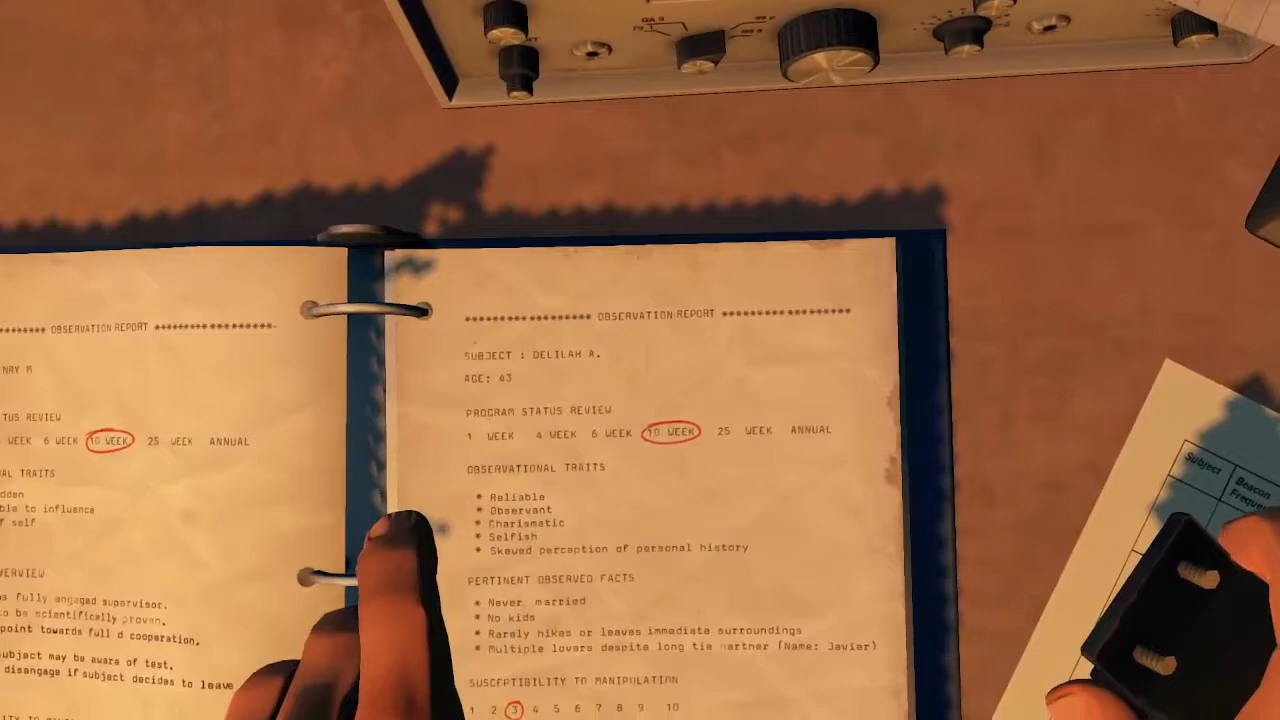 ******** OBSERVATION REPORT *******************
NRY M
TUS REVIEW
WEEK 6 WEEK 10 WEEK 25 WEEK ANNUAL
AL TRAITS
dden
ble to influence
f self
VERVIEW
s fully engaged supervisor.
to be scientifically proven.
point towards full d cooperation.
subject may be aware of test.
disengage if subject decides to leave
******************** OBSERVATION REPORT ********************
SUBJECT : DELILAH A.
AGE: 43
PROGRAM STATUS REVIEW
1 WEEK 4 WEEK 6 WEEK 10 WEEK 25 WEEK ANNUAL
OBSERVATIONAL TRAITS
* Reliable
* Observant
* Charismatic
* Selfish
* Skewed perception of personal history
PERTINENT OBSERVED FACTS
* Never married
* No kids
* Rarely hikes or leaves immediate surroundings
* Multiple lovers despite long tie partner (Name: Javier)
SUSCEPTIBILITY TO MANIPULATION
1 2 3 4 5 6 7 8 9 10
Subject
Beacon